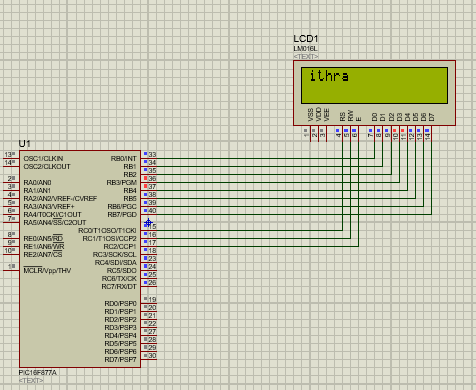 LCD1
LM016L
<TEXT>
ithra
VSS VDD VEE RS RW E D0 D1 D2 D3 D4 D5 D6 D7
1 2 3 4 5 6 7 8 9 10 11 12 13 14
U1
13 OSC1/CLKIN RB0/INT 33
14 OSC2/CLKOUT RB1 34
RB2 35
2 RA0/AN0 RB3/PGM 36
3 RA1/AN1 RB4 37
4 RA2/AN2/VREF-/CVREF RB5 38
5 RA3/AN3/VREF+ RB6/PGC 39
6 RA4/T0CKI/C1OUT RB7/PGD 40
7 RA5/AN4/SS/C2OUT
RC0/T1OSO/T1CKI 15
8 RE0/AN5/RD RC1/T1OSI/CCP2 16
9 RE1/AN6/WR RC2/CCP1 17
10 RE2/AN7/CS RC3/SCK/SCL 18
RC4/SDI/SDA 23
1 MCLR/Vpp/THV RC5/SDO 24
RC6/TX/CK 25
RC7/RX/DT 26
RD0/PSP0 19
RD1/PSP1 20
RD2/PSP2 21
RD3/PSP3 22
RD4/PSP4 27
RD5/PSP5 28
RD6/PSP6 29
RD7/PSP7 30
PIC16F877A
<TEXT>